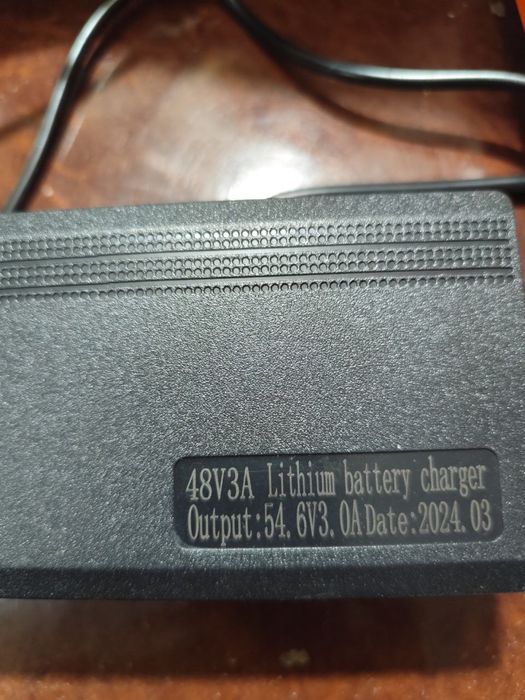 48V3A Lithium battery charger
Output:54.6V3.0A Date:2024.03